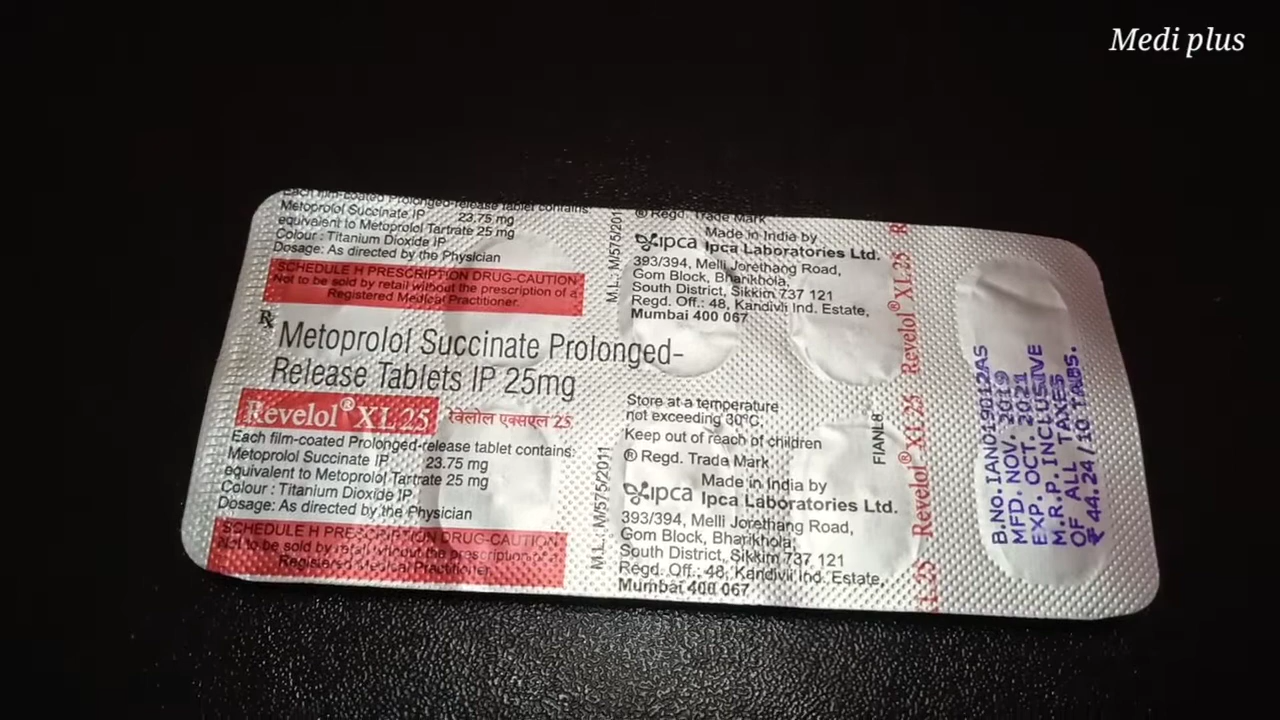 Medi plus
Each film-coated Prolonged-release tablet contains:
Metoprolol Succinate IP 23.75 mg
equivalent to Metoprolol Tartrate 25 mg
Colour : Titanium Dioxide IP
Dosage: As directed by the Physician
SCHEDULE H PRESCRIPTION DRUG-CAUTION
Not to be sold by retail without the prescription of a
Registered Medical Practitioner.
Rx
Metoprolol Succinate Prolonged-
Release Tablets IP 25mg
Revelol® XL 25 रेवेलोल एक्सएल 25
Each film-coated Prolonged-release tablet contains:
Metoprolol Succinate IP 23.75 mg
equivalent to Metoprolol Tartrate 25 mg
Colour : Titanium Dioxide IP
Dosage: As directed by the Physician
SCHEDULE H PRESCRIPTION DRUG-CAUTION
Not to be sold by retail without the prescription of a
Registered Medical Practitioner.
M.L.: M/575/201
M.L.: M/575/2011
® Regd. Trade Mark
Made in India by
ipca Ipca Laboratories Ltd.
393/394, Melli Jorethang Road,
Gom Block, Bharikhola,
South District, Sikkim 737 121
Regd. Off.: 48, Kandivli Ind. Estate,
Mumbai 400 067
Store at a temperature
not exceeding 30°C.
Keep out of reach of children
® Regd. Trade Mark
Made in India by
ipca Ipca Laboratories Ltd.
393/394, Melli Jorethang Road,
Gom Block, Bharikhola,
South District, Sikkim 737 121
Regd. Off.: 48, Kandivli Ind. Estate,
Mumbai 400 067
FIANL8
L 25 Revelol® XL 25 Revelol® XL 25 R
B.No. IAN019012AS
MFD. NOV. 2019
EXP. OCT. 2021
M.R.P. INCLUSIVE
OF ALL TAXES
₹ 44.24 / 10 TABS.